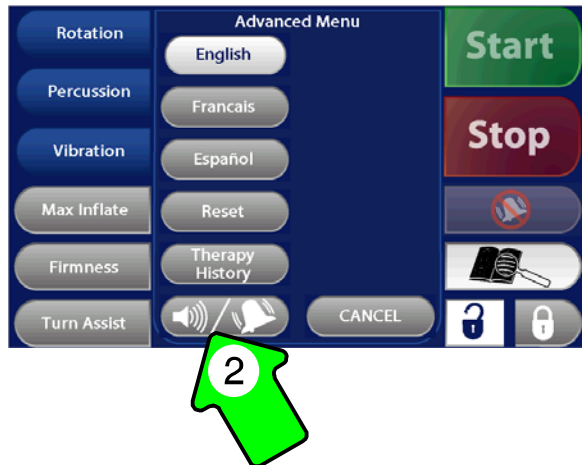 Rotation
Percussion
Vibration
Max Inflate
Firmness
Turn Assist
Advanced Menu
English
Francais
Español
Reset
Therapy
History
CANCEL
Start
Stop
2